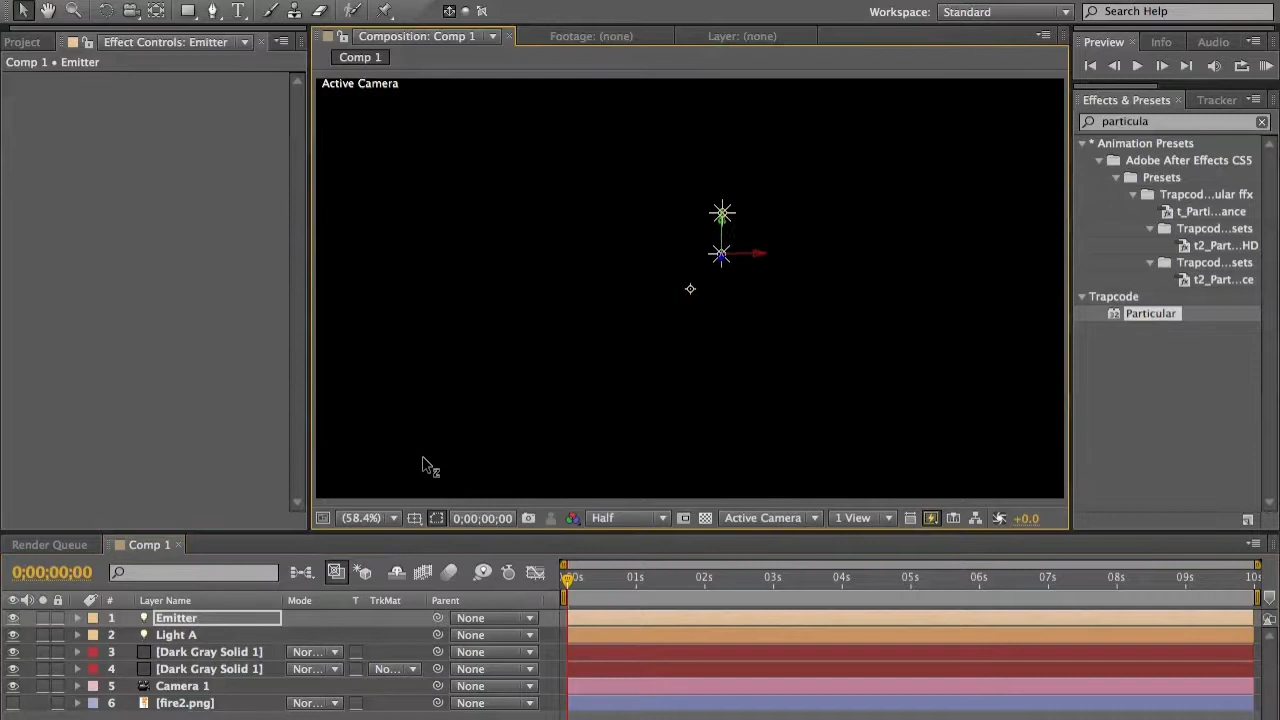 Workspace: Standard
Search Help
Project
Effect Controls: Emitter
Comp 1 • Emitter
Composition: Comp 1
Footage: (none)
Layer: (none)
Comp 1
Active Camera
Preview
Info
Audio
Effects & Presets
Tracker
particula
* Animation Presets
Adobe After Effects CS5
Presets
Trapcod...ular ffx
t_Parti...ance
Trapcod...sets
t2_Part...HD
Trapcod...sets
t2_Part...ce
Trapcode
Particular
(58.4%)
0;00;00;00
Half
Active Camera
1 View
+0.0
Render Queue
Comp 1
0;00;00;00
00s 01s 02s 03s 04s 05s 06s 07s 08s 09s 10s
# Layer Name Mode T TrkMat Parent
1 Emitter None
2 Light A None
3 [Dark Gray Solid 1] Nor... None
4 [Dark Gray Solid 1] Nor... No... None
5 Camera 1 None
6 [fire2.png] Nor... None